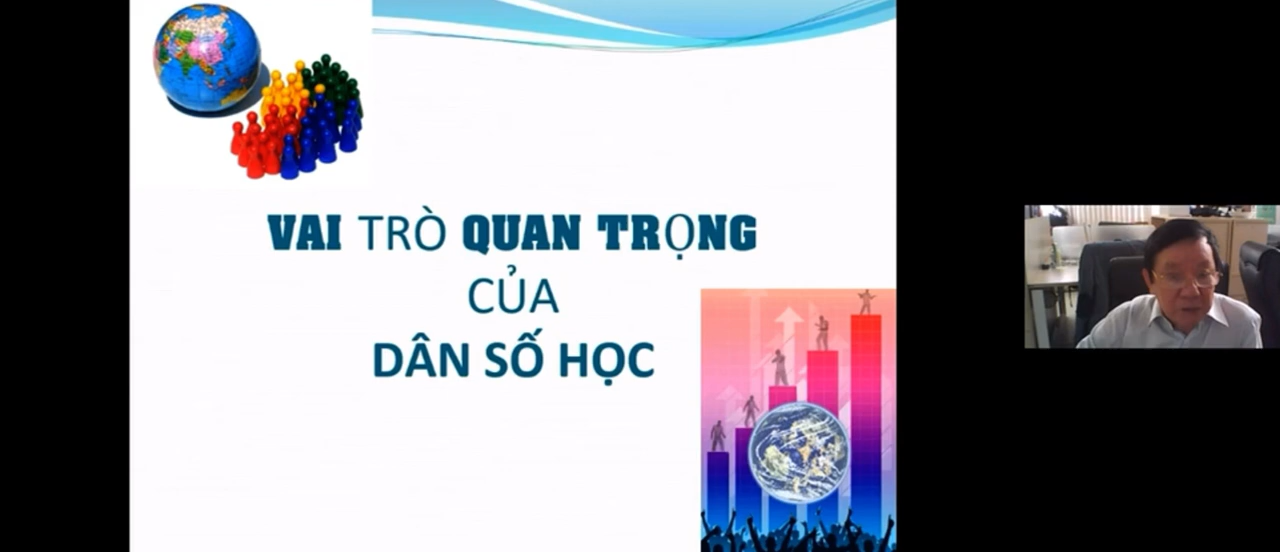 VAI TRÒ QUAN TRỌNG
CỦA
DÂN SỐ HỌC